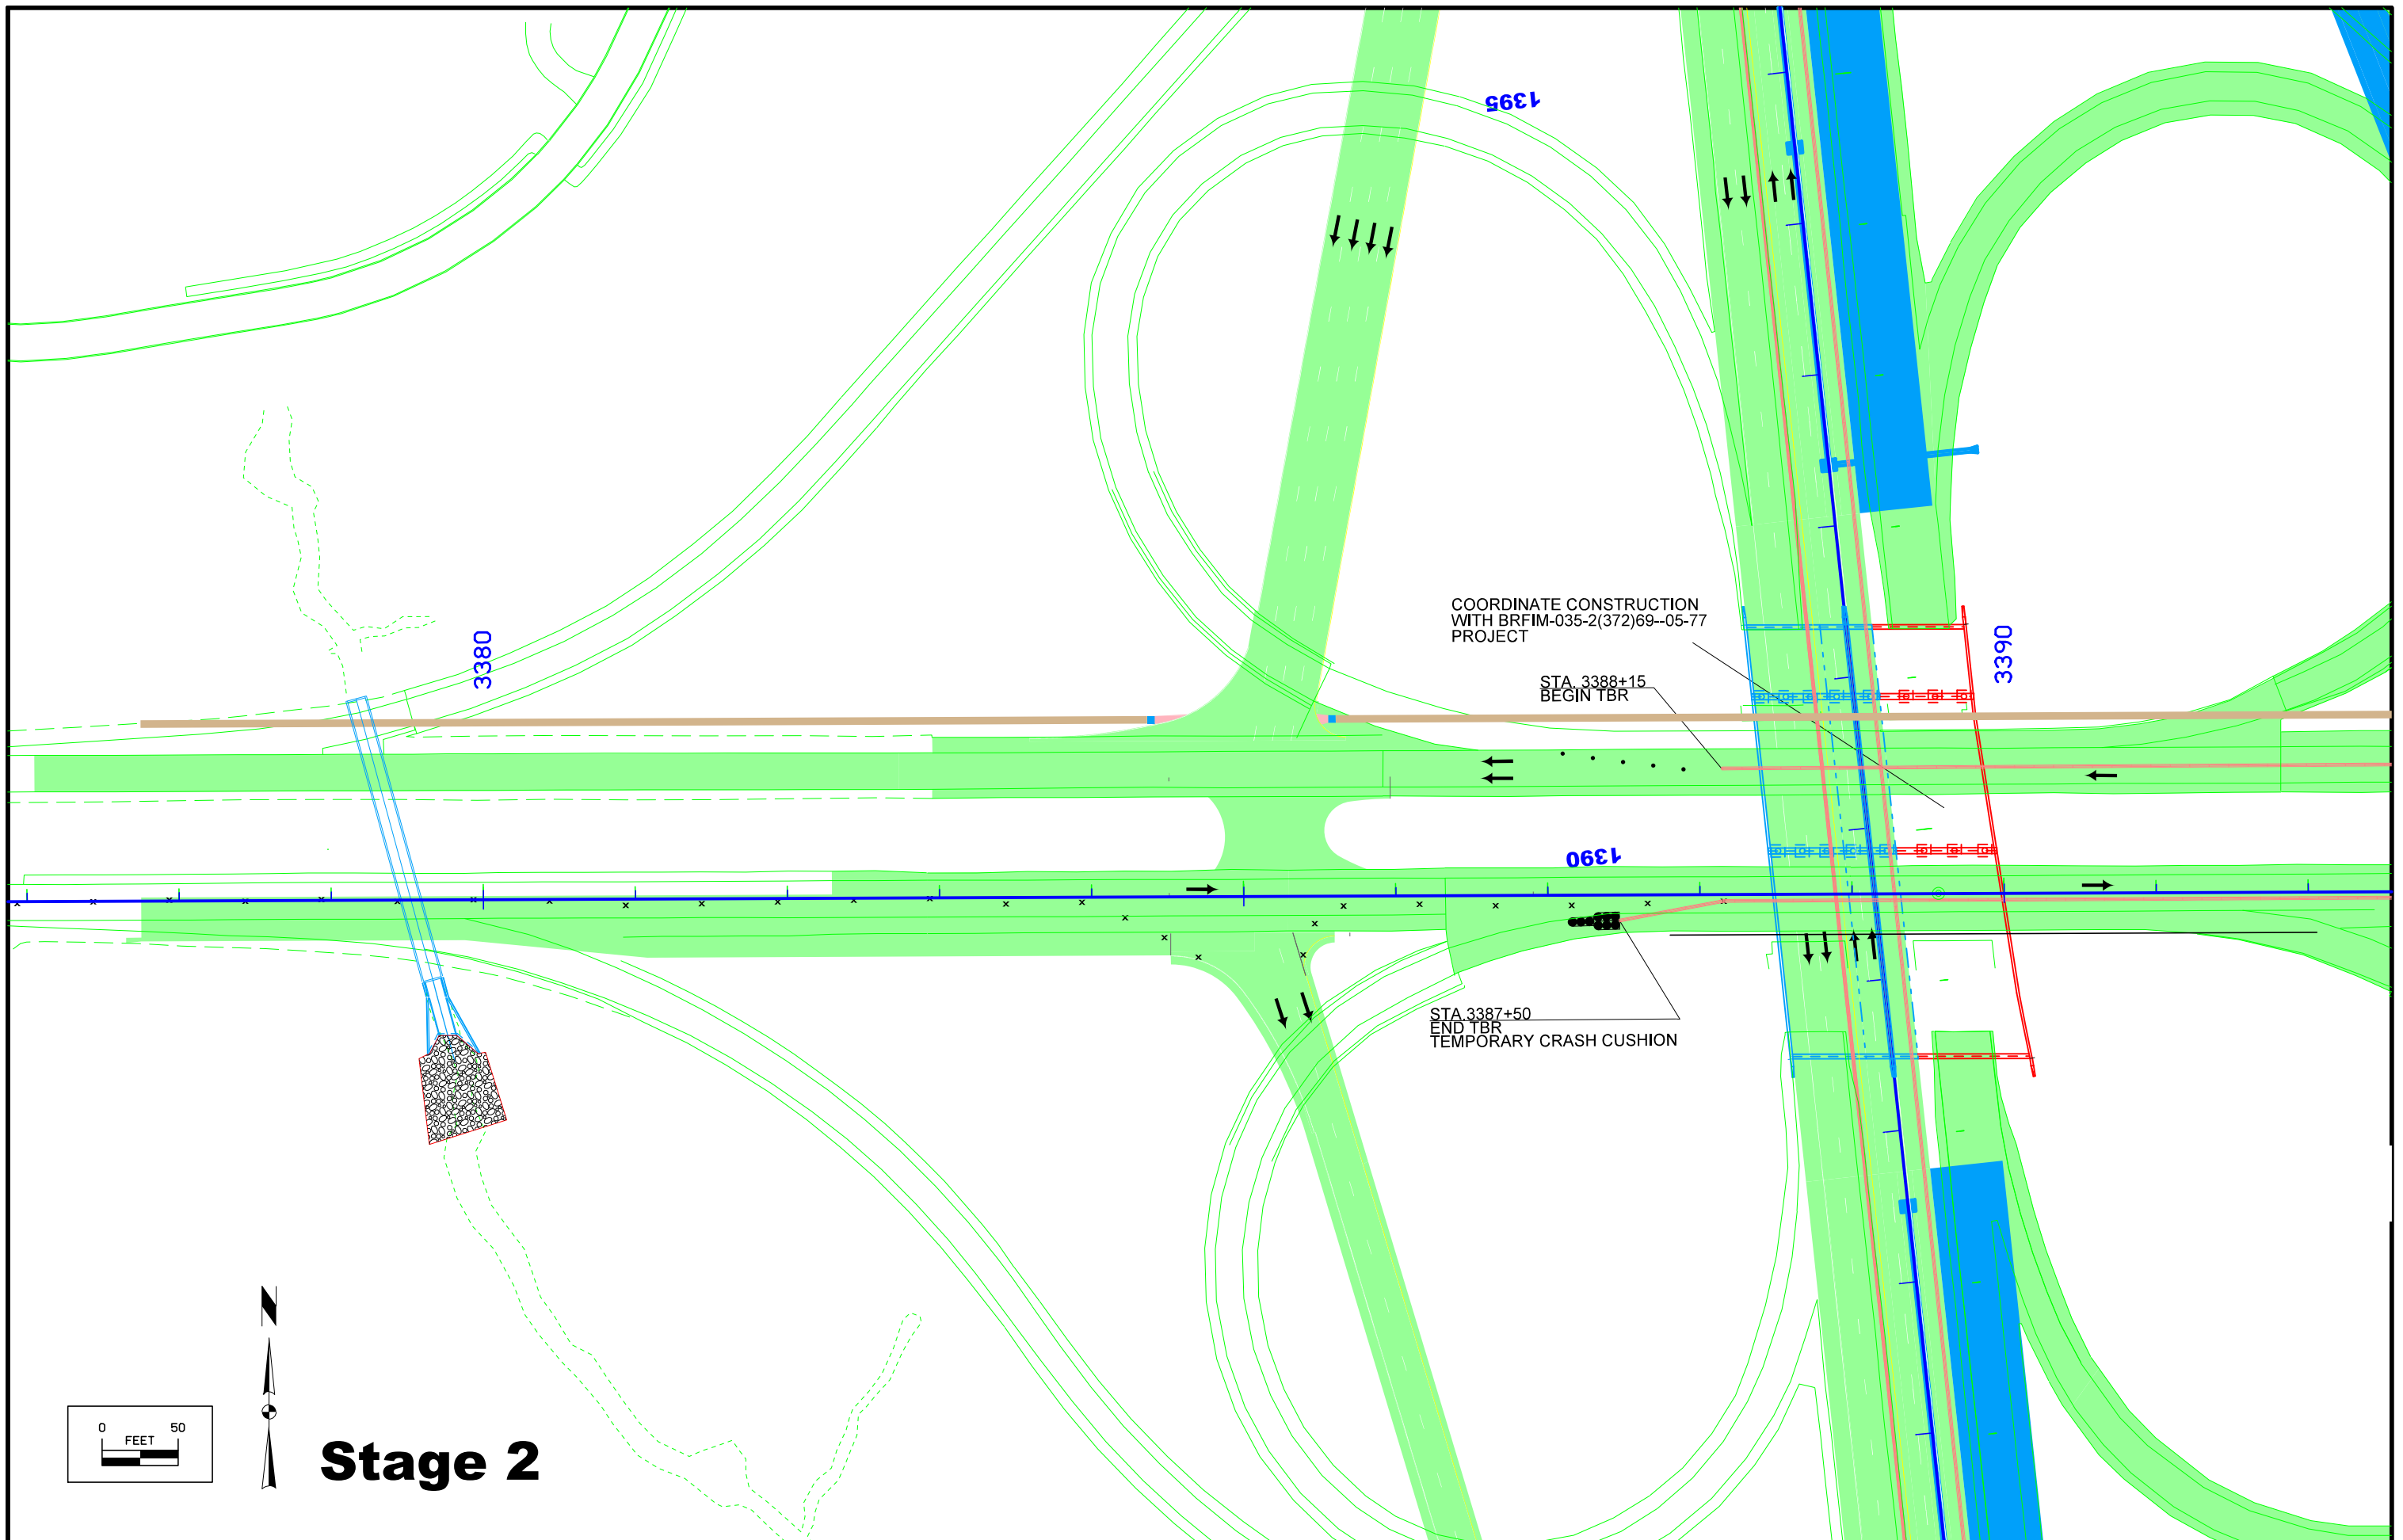 1395
COORDINATE CONSTRUCTION
WITH BRFIM-035-2(372)69--05-77
PROJECT
3380
3390
STA. 3388+15
BEGIN TBR
1390
STA.3387+50
END TBR
TEMPORARY CRASH CUSHION
N
0 50
FEET
Stage 2